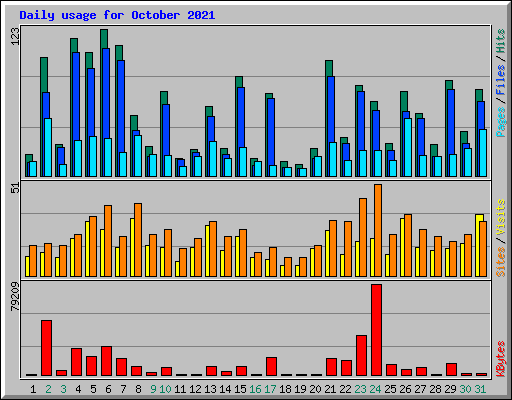 Daily usage for October 2021
123
Pages / Files / Hits
51
Sites / Visits
79209
KBytes
1 2 3 4 5 6 7 8 9 10 11 12 13 14 15 16 17 18 19 20 21 22 23 24 25 26 27 28 29 30 31